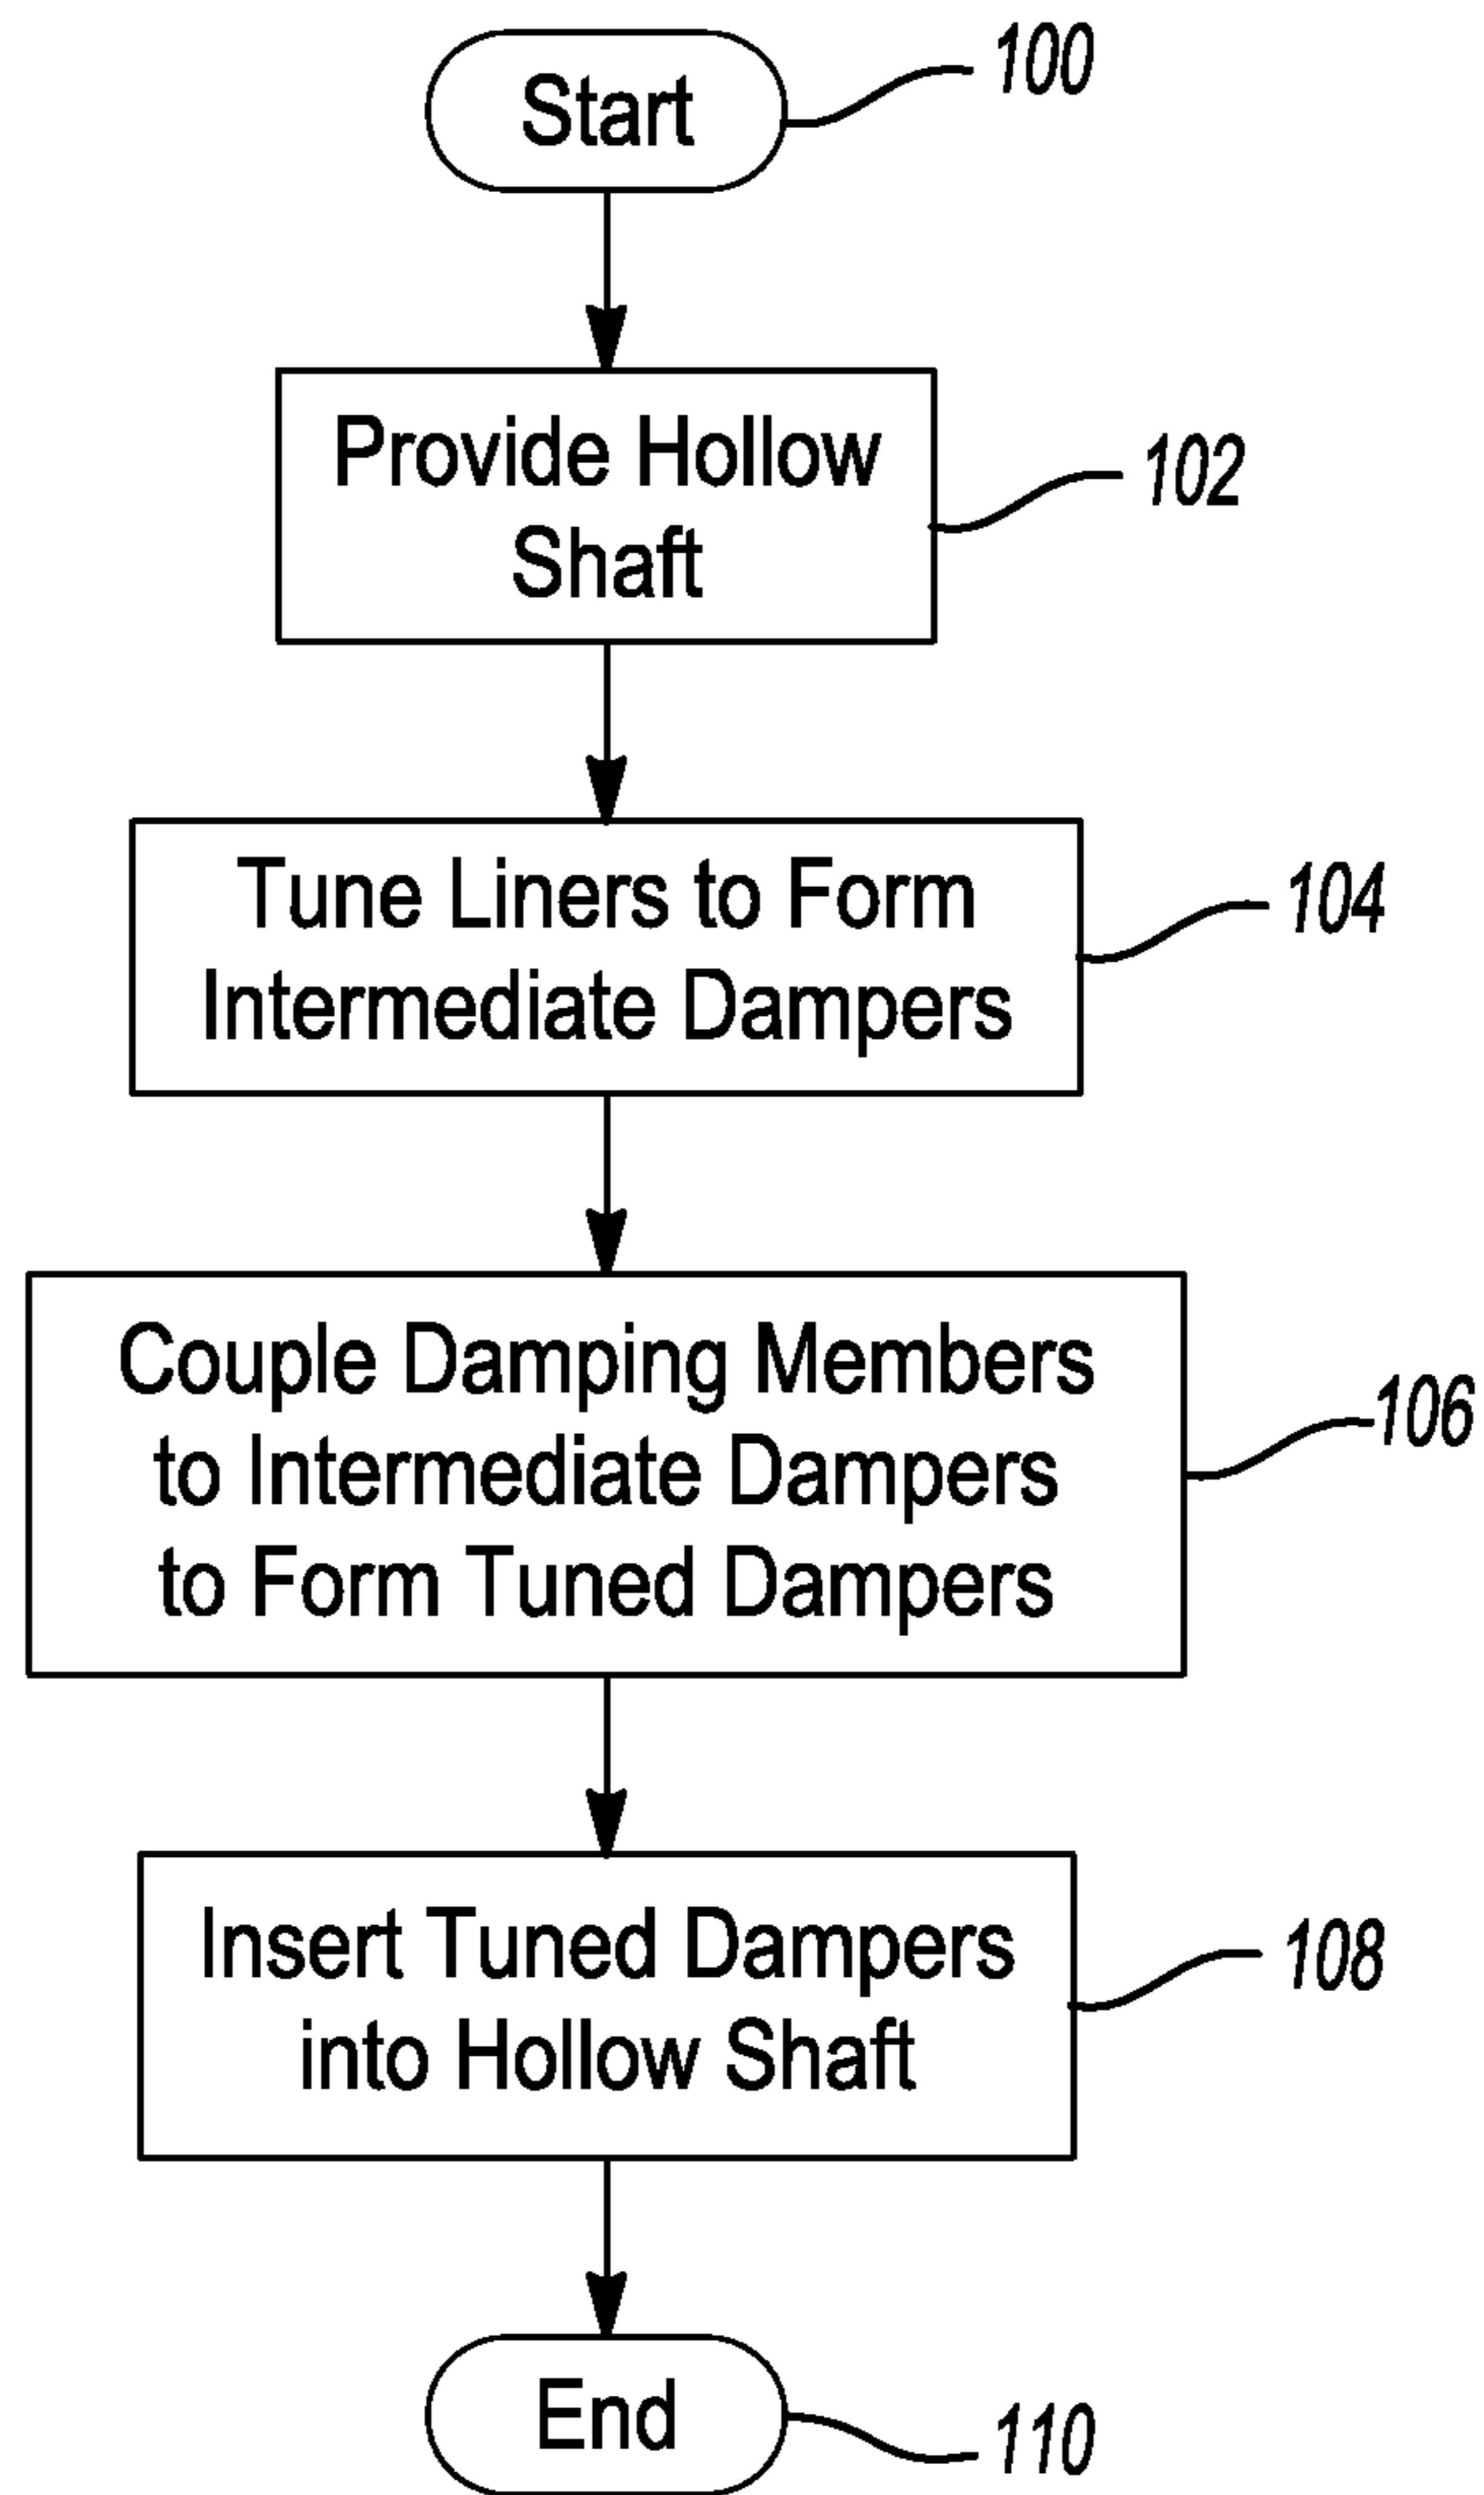 Start
100
Provide Hollow
Shaft
102
Tune Liners to Form
Intermediate Dampers
104
Couple Damping Members
to Intermediate Dampers
to Form Tuned Dampers
106
Insert Tuned Dampers
into Hollow Shaft
108
End
110